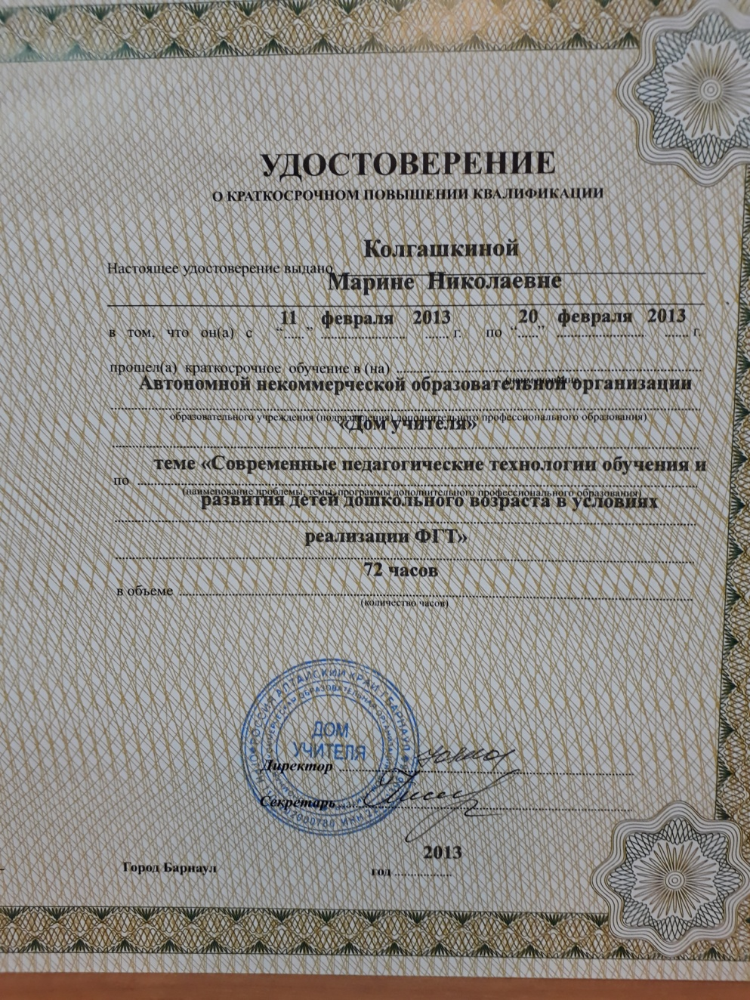 УДОСТОВЕРЕНИЕ
О КРАТКОСРОЧНОМ ПОВЫШЕНИИ КВАЛИФИКАЦИИ
Колгашкиной
Настоящее удостоверение выдано
Марине Николаевне
11 февраля 2013 20 февраля 2013
в том, что он(а) с “......” ...................... ...... г. по “......” ...................... ...... г.
прошел(а) краткосрочное обучение в (на)
(наименование
Автономной некоммерческой образовательной организации
образовательного учреждения (подразделения) дополнительного профессионального образования)
«Дом учителя»
теме «Современные педагогические технологии обучения и
по
(наименование проблемы, темы, программы дополнительного профессионального образования)
развития детей дошкольного возраста в условиях
реализации ФГТ»
72 часов
в объеме
(количество часов)
РОССИЯ АЛТАЙСКИЙ КРАЙ Г.БАРНАУЛ
ОБРАЗОВАТЕЛЬНАЯ
ДОМ
УЧИТЕЛЯ
ИНН
Директор
Секретарь
2013
Город Барнаул год